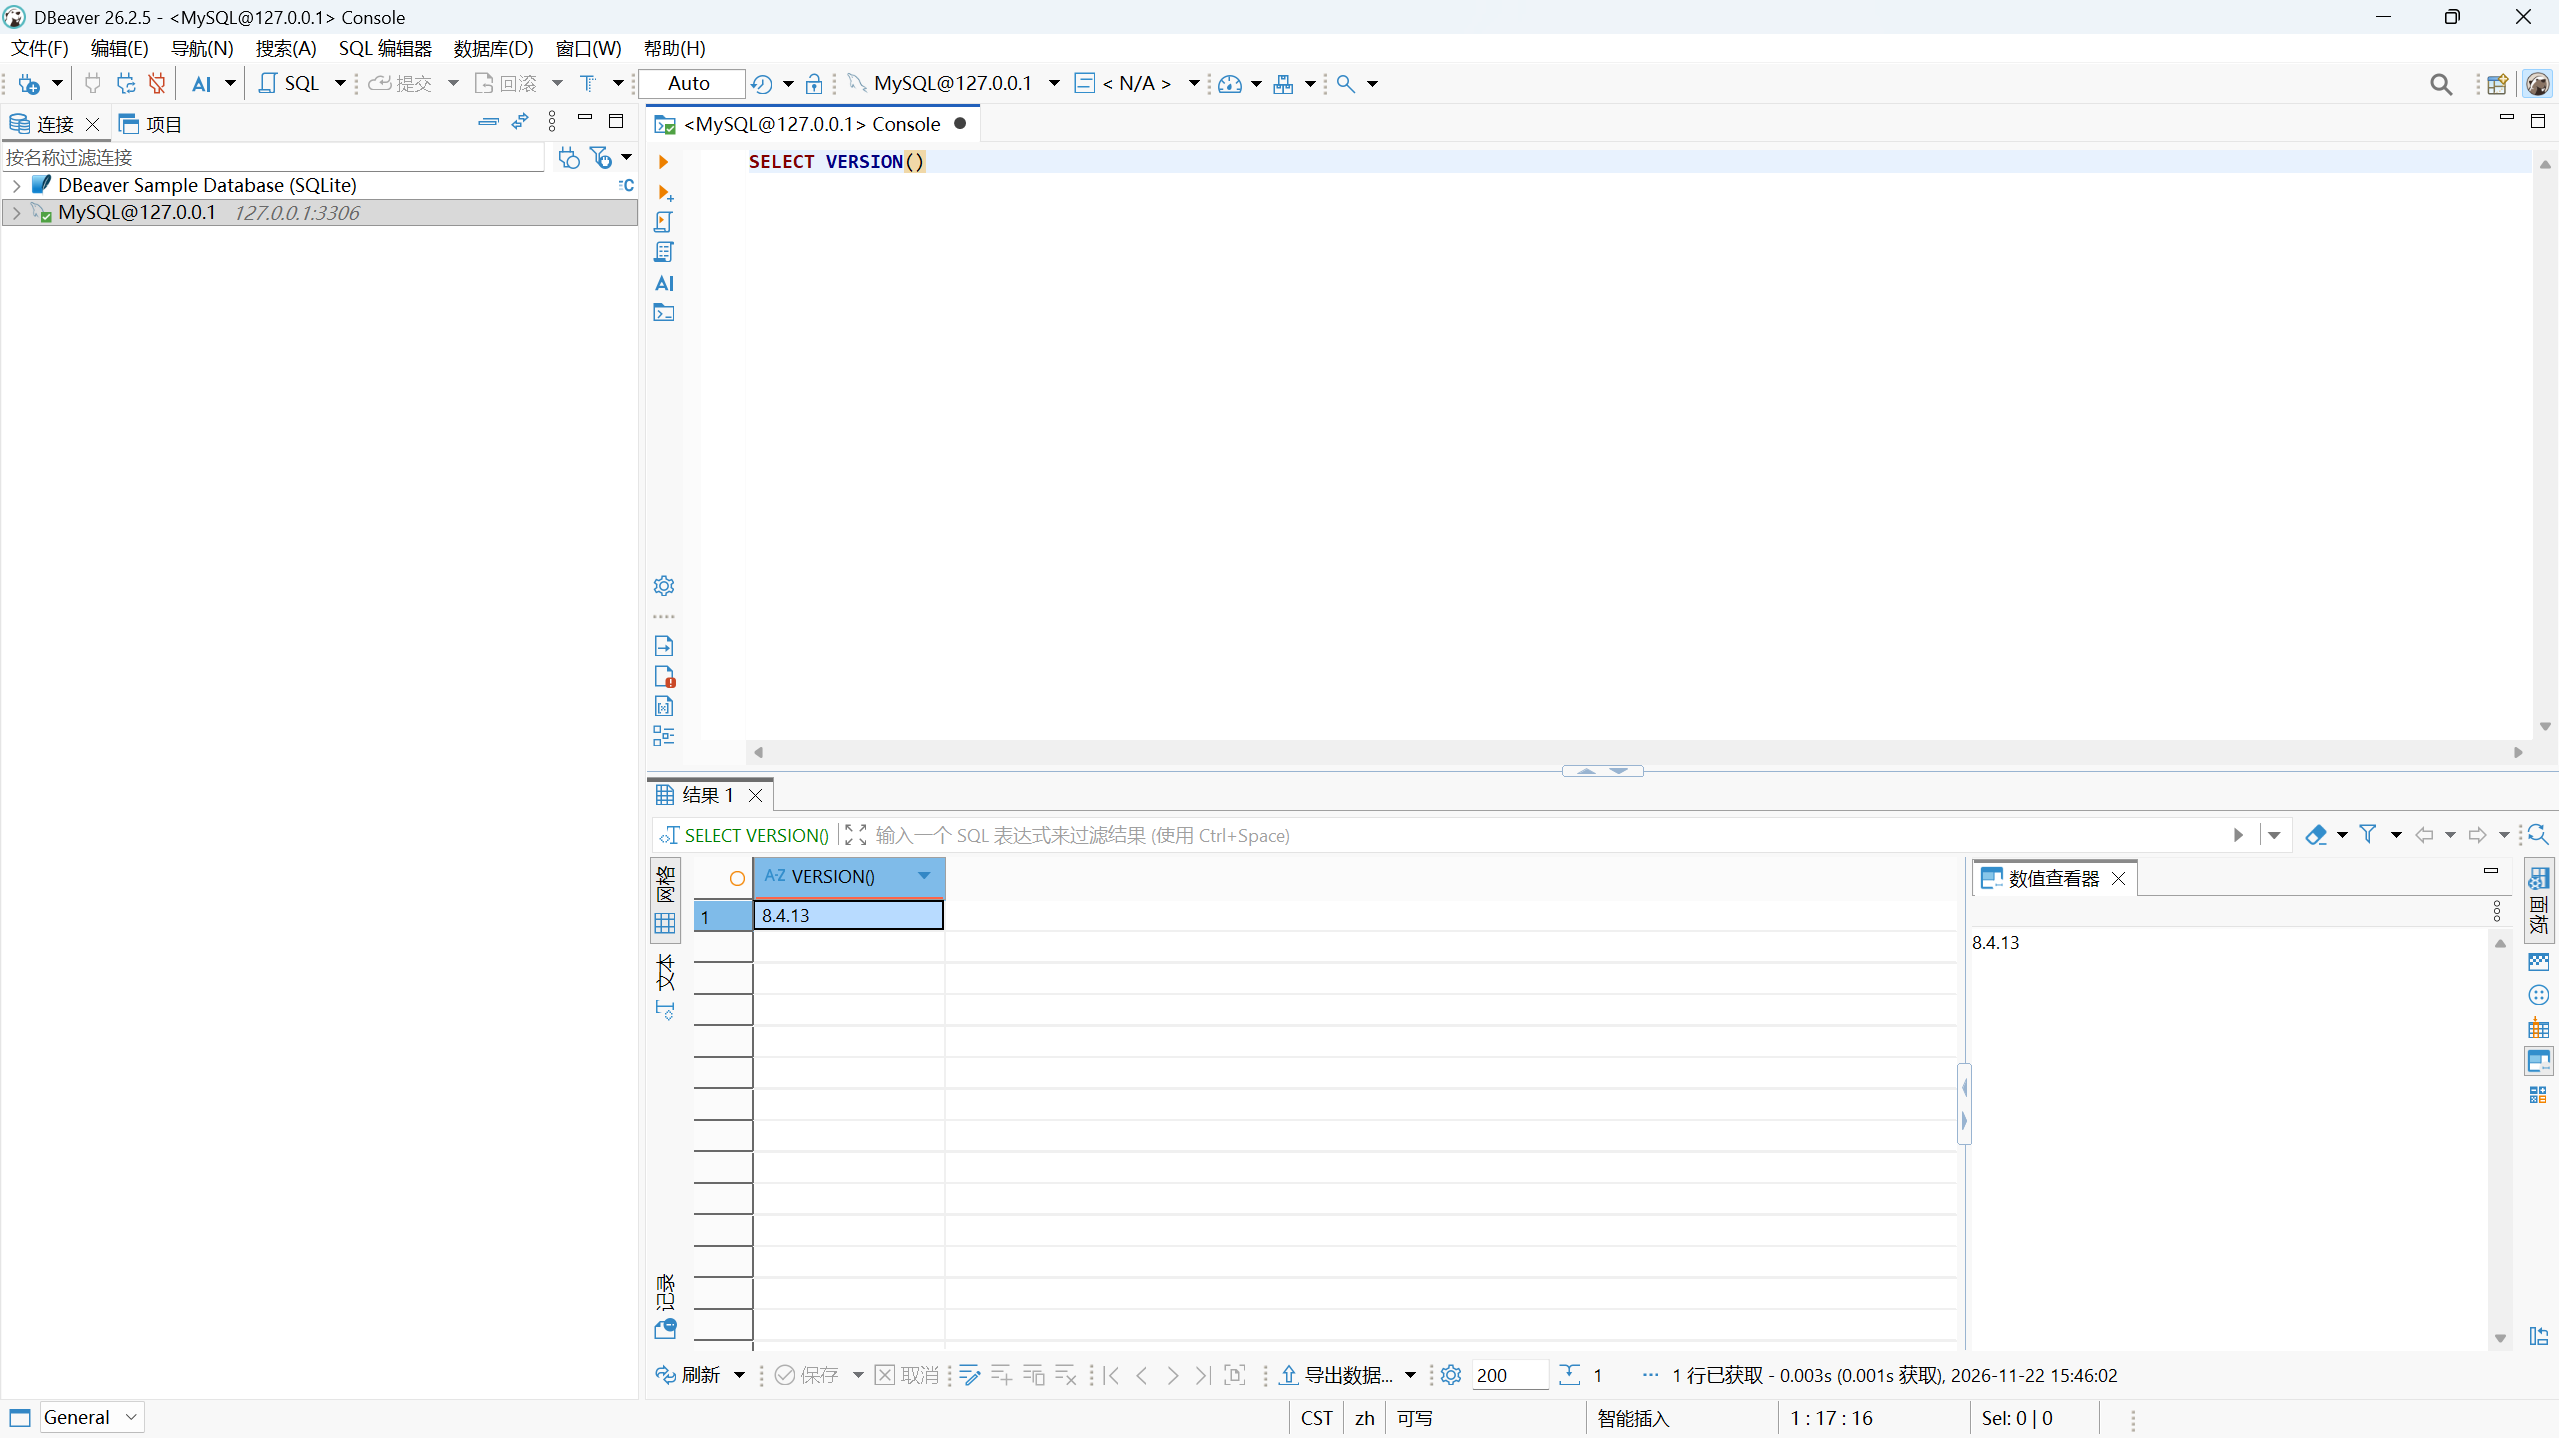 DBeaver 26.2.5 - <MySQL@127.0.0.1> Console
文件(F) 编辑(E) 导航(N) 搜索(A) SQL 编辑器 数据库(D) 窗口(W) 帮助(H)
AI SQL 提交 回滚 Auto MySQL@127.0.0.1 < N/A >
连接 项目
<MySQL@127.0.0.1> Console
按名称过滤连接
DBeaver Sample Database (SQLite)
MySQL@127.0.0.1 127.0.0.1:3306
SELECT VERSION()
AI
结果 1
SELECT VERSION() 输入一个 SQL 表达式来过滤结果 (使用 Ctrl+Space)
网格
文本
记录
A-Z VERSION()
1 8.4.13
数值查看器
8.4.13
面板
刷新 保存 取消 导出数据... 200 1 ... 1 行已获取 - 0.003s (0.001s 获取), 2026-11-22 15:46:02
General CST zh 可写 智能插入 1 : 17 : 16 Sel: 0 | 0